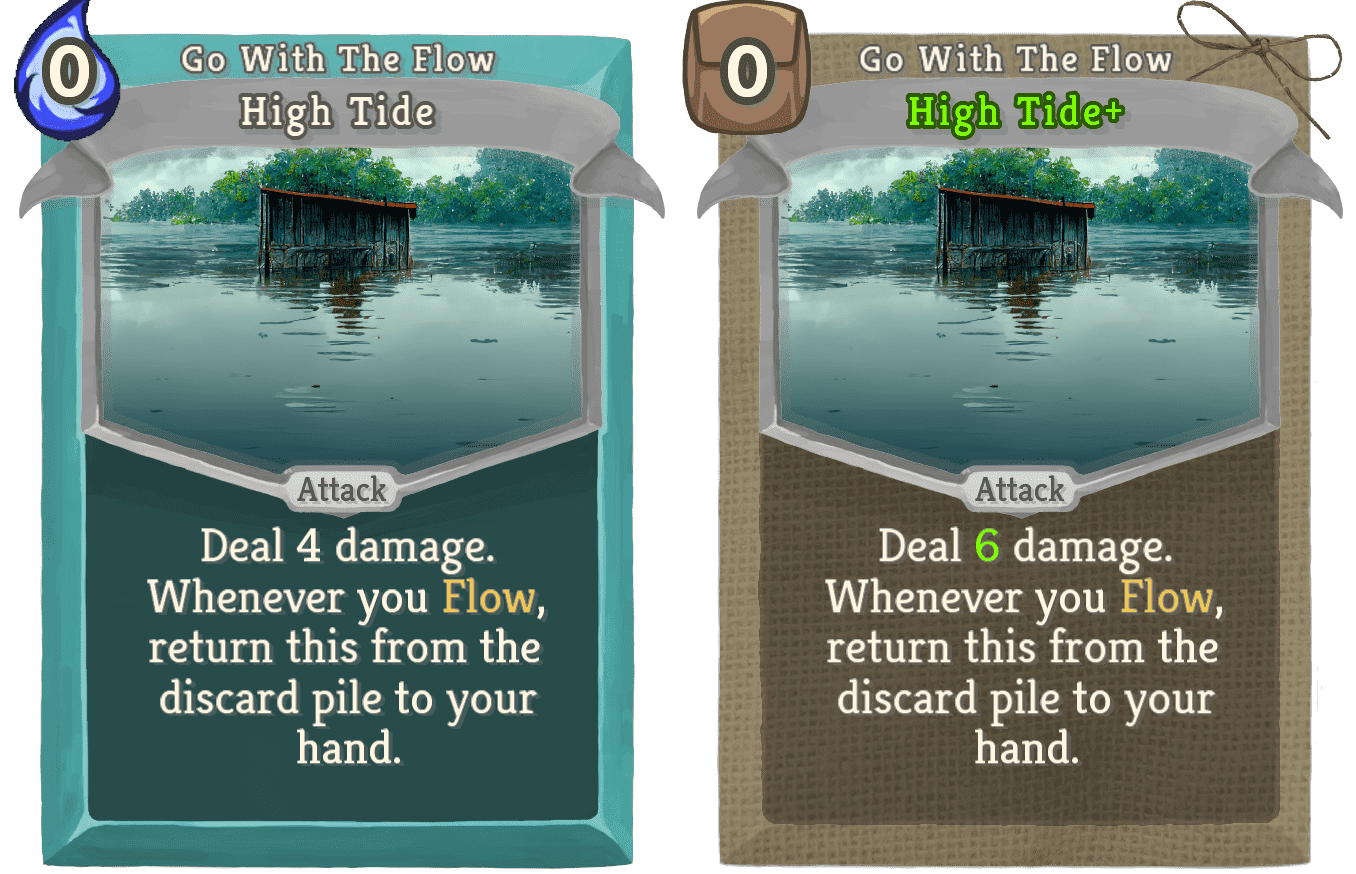 0
Go With The Flow
High Tide
Attack
Deal 4 damage.
Whenever you Flow,
return this from the
discard pile to your
hand.
0
Go With The Flow
High Tide+
Attack
Deal 6 damage.
Whenever you Flow,
return this from the
discard pile to your
hand.